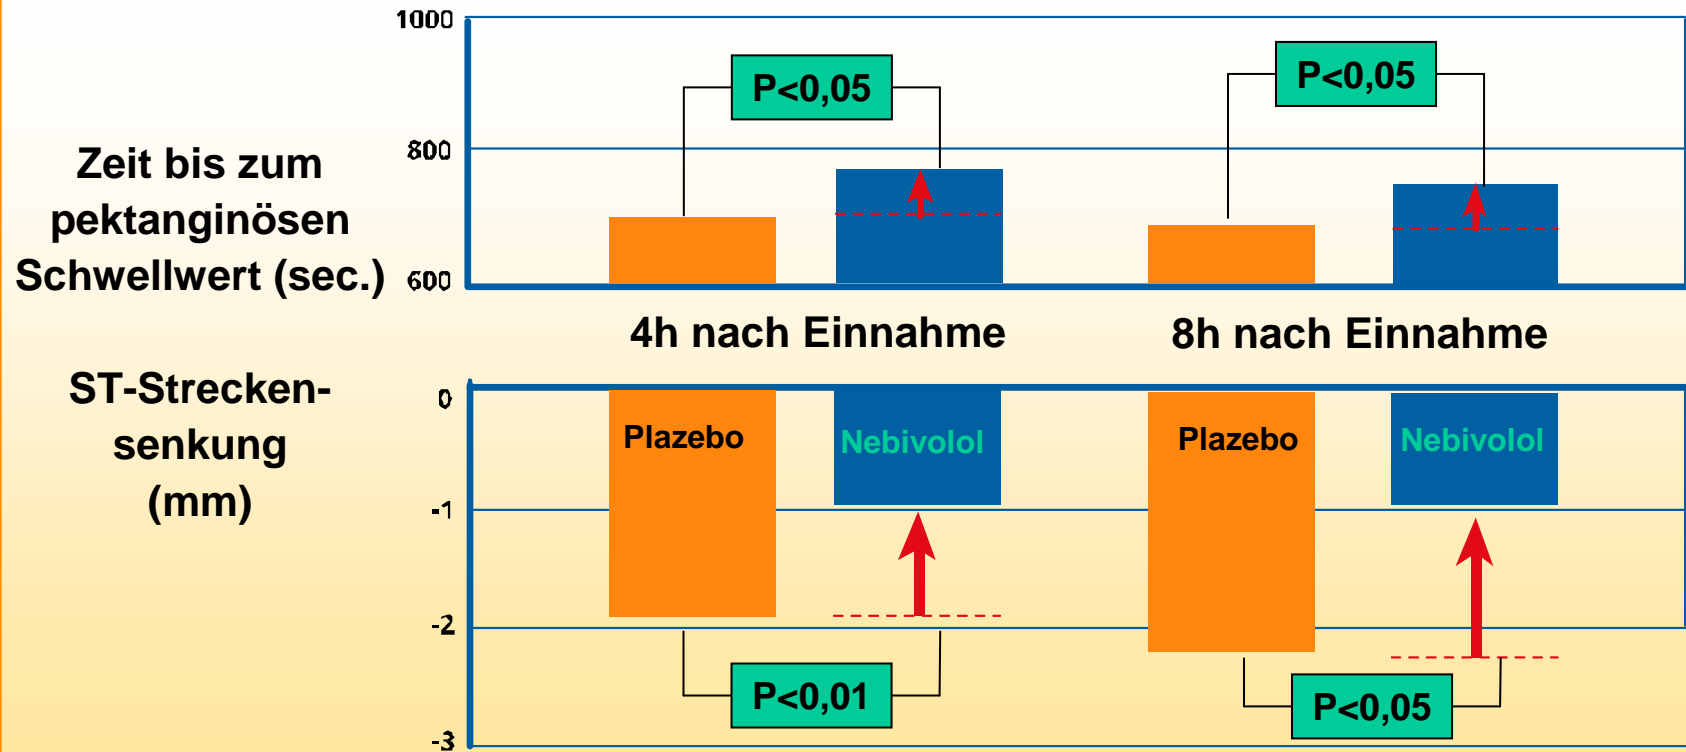 1000
P<0,05
P<0,05
800
Zeit bis zum
pektanginösen
Schwellwert (sec.)
600
4h nach Einnahme
8h nach Einnahme
ST-Strecken-
senkung
(mm)
0
Plazebo
Nebivolol
Plazebo
Nebivolol
-1
-2
P<0,01
P<0,05
-3